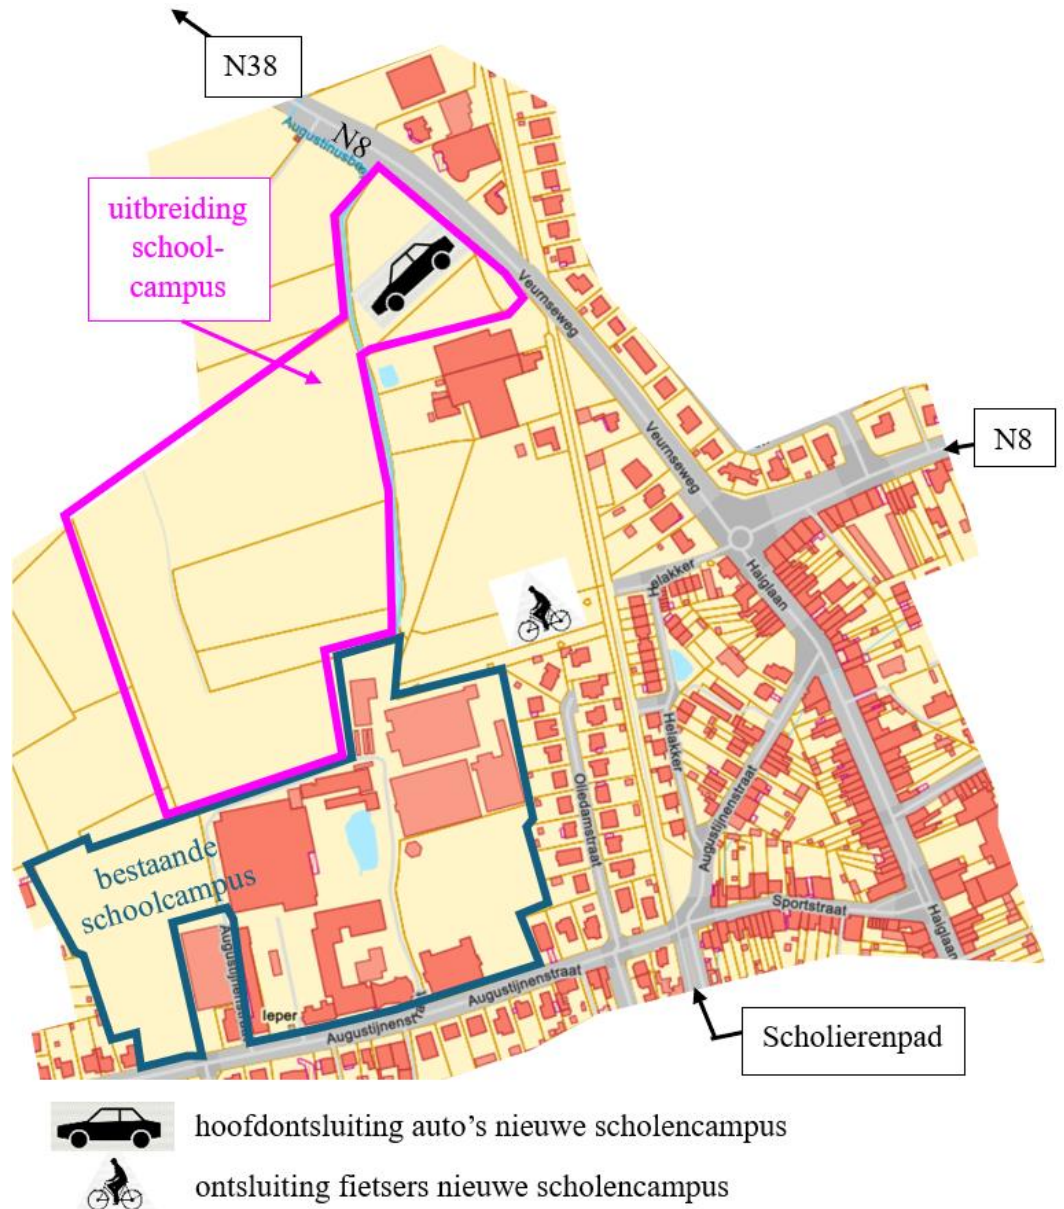 N38
N8
Augustinusbe
uitbreiding
school-
campus
Veurnseweg
Veurnseweg
N8
Helakker
Haiglaan
Helakker
Oliedamstraat
Augustijnenstraat
bestaande
schoolcampus
Sportstraat
Haiglaan
Augustijnenstraat
Augustijnenstraat
Ieper
Augustijnenstraat
Scholierenpad
hoofdontsluiting auto's nieuwe scholencampus
ontsluiting fietsers nieuwe scholencampus